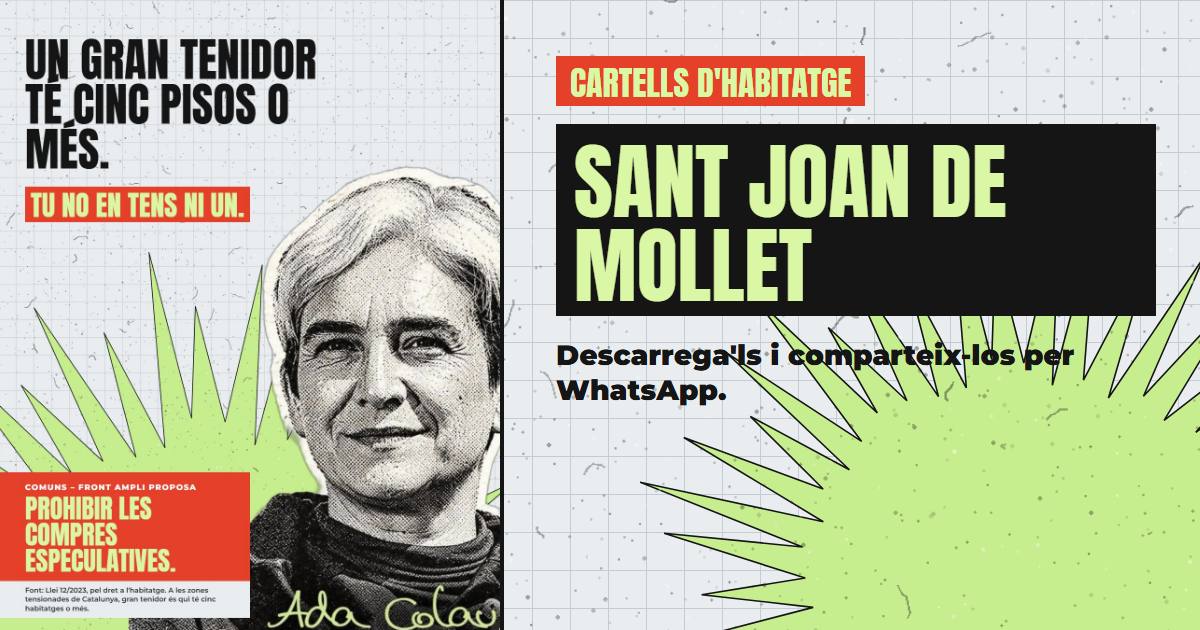 UN GRAN TENIDOR
TÉ CINC PISOS O
MÉS.
TU NO EN TENS NI UN.
COMUNS – FRONT AMPLI PROPOSA
PROHIBIR LES
COMPRES
ESPECULATIVES.
Font: Llei 12/2023, pel dret a l'habitatge. A les zones
tensionades de Catalunya, gran tenidor és qui té cinc
habitatges o més.
Ada Colau
CARTELLS D'HABITATGE
SANT JOAN DE
MOLLET
Descarrega'ls i comparteix-los per
WhatsApp.